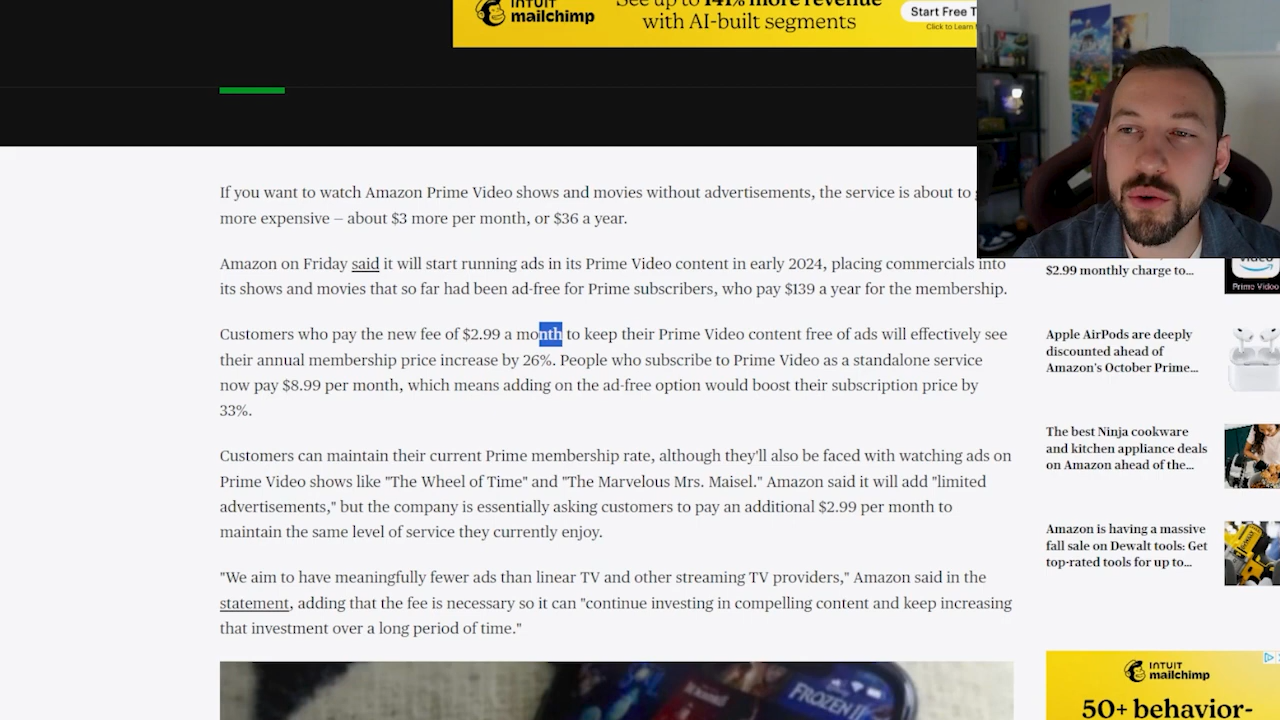 INTUIT
mailchimp
See up to 141% more revenue
with AI-built segments
Start Free T
Click to Learn
If you want to watch Amazon Prime Video shows and movies without advertisements, the service is about to
more expensive — about $3 more per month, or $36 a year.
Amazon on Friday said it will start running ads in its Prime Video content in early 2024, placing commercials into
its shows and movies that so far had been ad-free for Prime subscribers, who pay $139 a year for the membership.
Customers who pay the new fee of $2.99 a month to keep their Prime Video content free of ads will effectively see
their annual membership price increase by 26%. People who subscribe to Prime Video as a standalone service
now pay $8.99 per month, which means adding on the ad-free option would boost their subscription price by
33%.
Customers can maintain their current Prime membership rate, although they'll also be faced with watching ads on
Prime Video shows like "The Wheel of Time" and "The Marvelous Mrs. Maisel." Amazon said it will add "limited
advertisements," but the company is essentially asking customers to pay an additional $2.99 per month to
maintain the same level of service they currently enjoy.
"We aim to have meaningfully fewer ads than linear TV and other streaming TV providers," Amazon said in the
statement, adding that the fee is necessary so it can "continue investing in compelling content and keep increasing
that investment over a long period of time."
FROZEN II
$2.99 monthly charge to...
Prime Video
Apple AirPods are deeply
discounted ahead of
Amazon's October Prime...
The best Ninja cookware
and kitchen appliance deals
on Amazon ahead of the...
Amazon is having a massive
fall sale on Dewalt tools: Get
top-rated tools for up to...
INTUIT
mailchimp
50+ behavior-